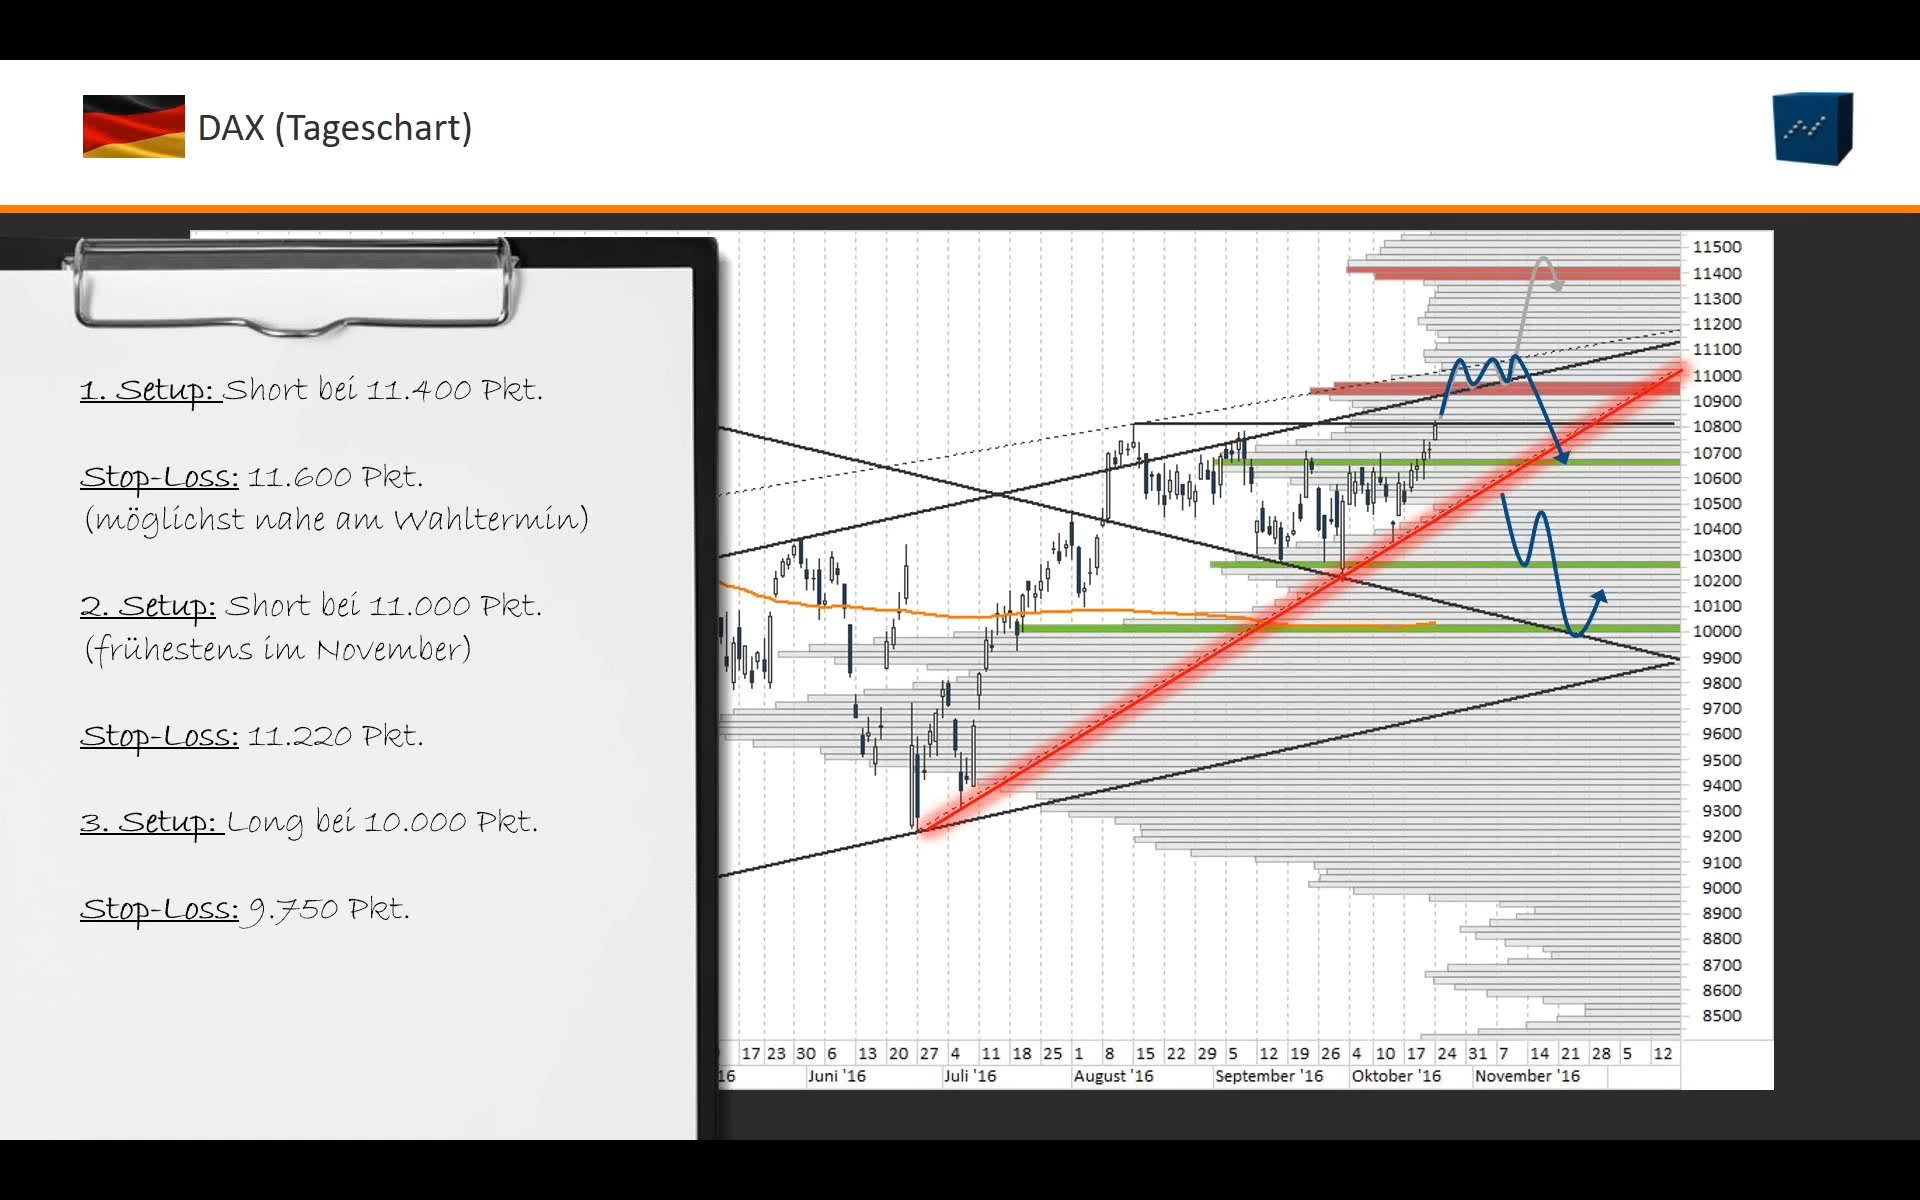 DAX (Tageschart)
1. Setup: Short bei 11.400 Pkt.
Stop-Loss: 11.600 Pkt.
(möglichst nahe am Wahltermin)
2. Setup: Short bei 11.000 Pkt.
(frühestens im November)
Stop-Loss: 11.220 Pkt.
3. Setup: Long bei 10.000 Pkt.
Stop-Loss: 9.750 Pkt.
11500
11400
11300
11200
11100
11000
10900
10800
10700
10600
10500
10400
10300
10200
10100
10000
9900
9800
9700
9600
9500
9400
9300
9200
9100
9000
8900
8800
8700
8600
8500
17 23 30 6 13 20 27 4 11 18 25 1 8 15 22 29 5 12 19 26 4 10 17 24 31 7 14 21 28 5 12
16 Juni '16 Juli '16 August '16 September '16 Oktober '16 November '16